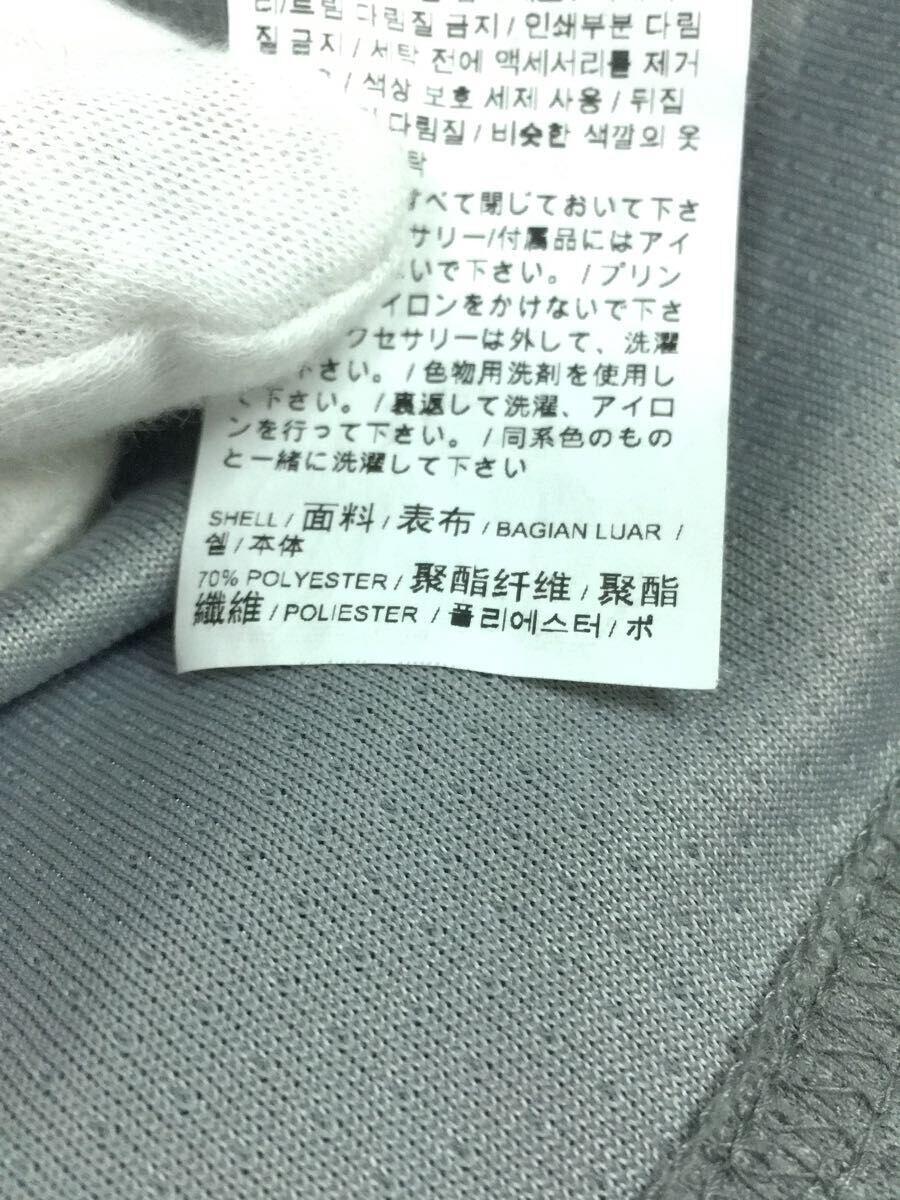 리/트림 다림질 금지 / 인쇄부분 다림
질 금지 / 세탁 전에 액세서리를 제거
/ 색상 보호 세제 사용 / 뒤집
다림질 / 비슷한 색깔의 옷
탁
すべて閉じておいて下さ
サリー/付属品にはアイ
いで下さい。 /プリン
イロンをかけないで下さ
クセサリーは外して、洗濯
下さい。 /色物用洗剤を使用し
て下さい。 /裏返して洗濯、アイロ
ンを行って下さい。 /同系色のもの
と一緒に洗濯して下さい
SHELL / 面料 / 表布 / BAGIAN LUAR /
쉘 / 本体
70% POLYESTER / 聚酯纤维 / 聚酯
纖維 / POLIESTER / 폴리에스터 / ポ